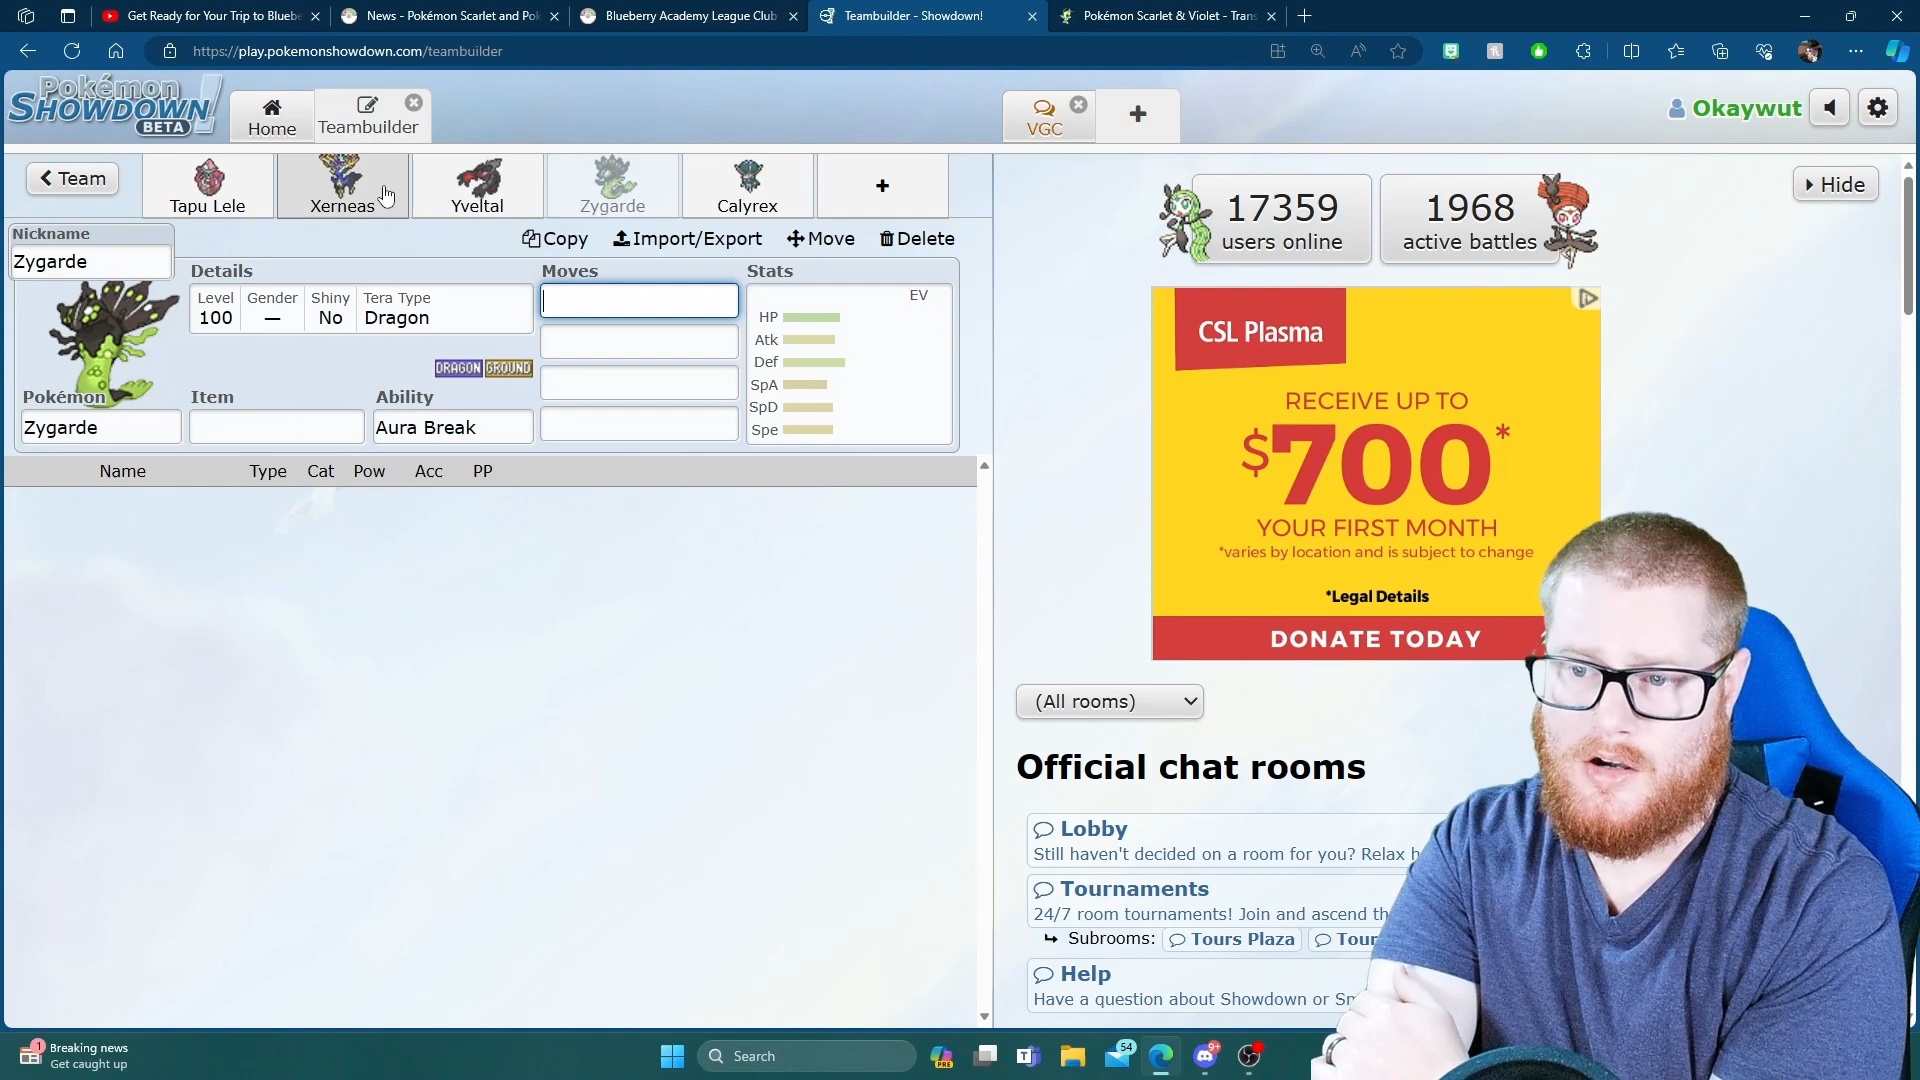 Get Ready for Your Trip to Bluebe
News - Pokémon Scarlet and Pok
Blueberry Academy League Club
Teambuilder - Showdown!
Pokémon Scarlet & Violet - Trans
https://play.pokemonshowdown.com/teambuilder
Pokémon
SHOWDOWN!
BETA
Home
Teambuilder
VGC
Okaywut
Team
Tapu Lele
Xerneas
Yveltal
Zygarde
Calyrex
Hide
17359
users online
1968
active battles
Nickname
Zygarde
Copy
Import/Export
Move
Delete
Details
Moves
Stats
Level
100
Gender
—
Shiny
No
Tera Type
Dragon
EV
HP
Atk
Def
SpA
SpD
Spe
DRAGON GROUND
Pokémon
Zygarde
Item
Ability
Aura Break
Name Type Cat Pow Acc PP
CSL Plasma
RECEIVE UP TO
$700*
YOUR FIRST MONTH
*varies by location and is subject to change
*Legal Details
DONATE TODAY
(All rooms)
Official chat rooms
Lobby
Still haven't decided on a room for you? Relax h
Tournaments
24/7 room tournaments! Join and ascend th
Subrooms: Tours Plaza Tour
Help
Have a question about Showdown or Sm
1
Breaking news
Get caught up
Search
PRE
54
9+